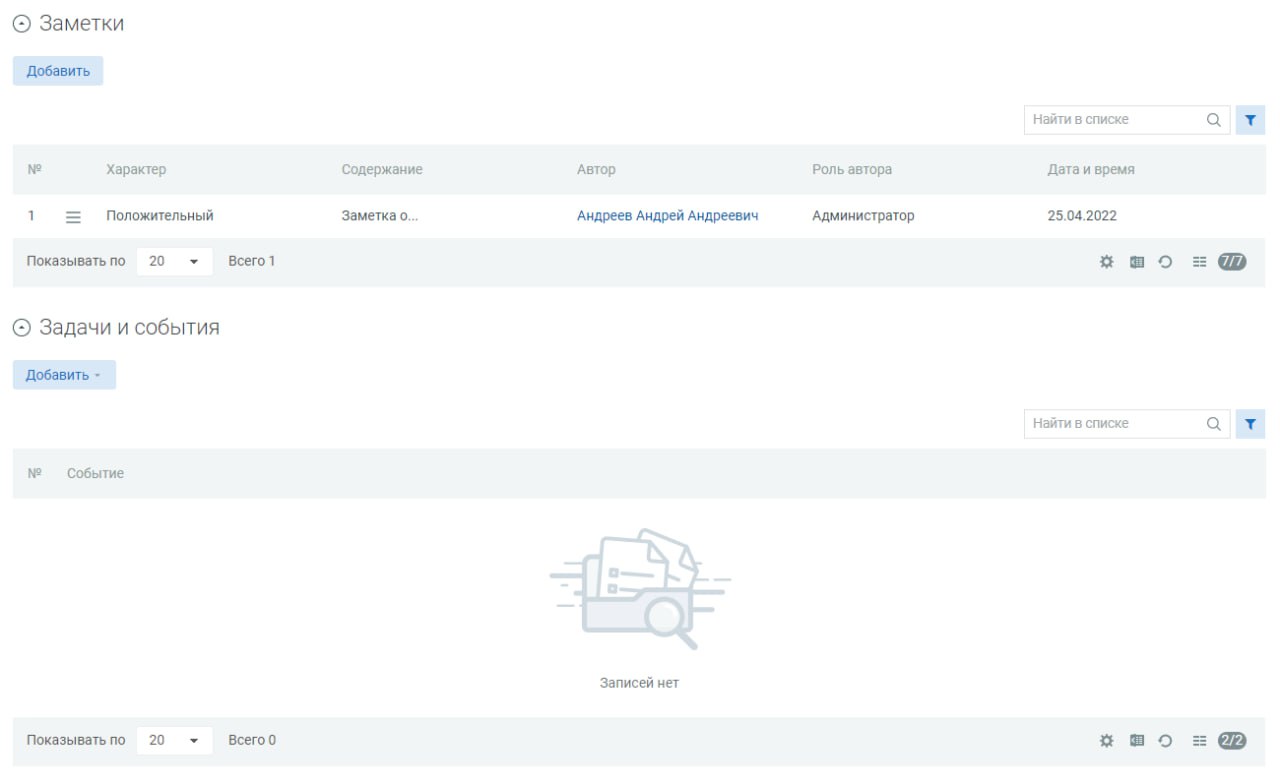 Заметки
Добавить
Найти в списке
№ Характер Содержание Автор Роль автора Дата и время
1 Положительный Заметка о... Андреев Андрей Андреевич Администратор 25.04.2022
Показывать по 20 Всего 1 7/7
Задачи и события
Добавить
Найти в списке
№ Событие
Записей нет
Показывать по 20 Всего 0 2/2